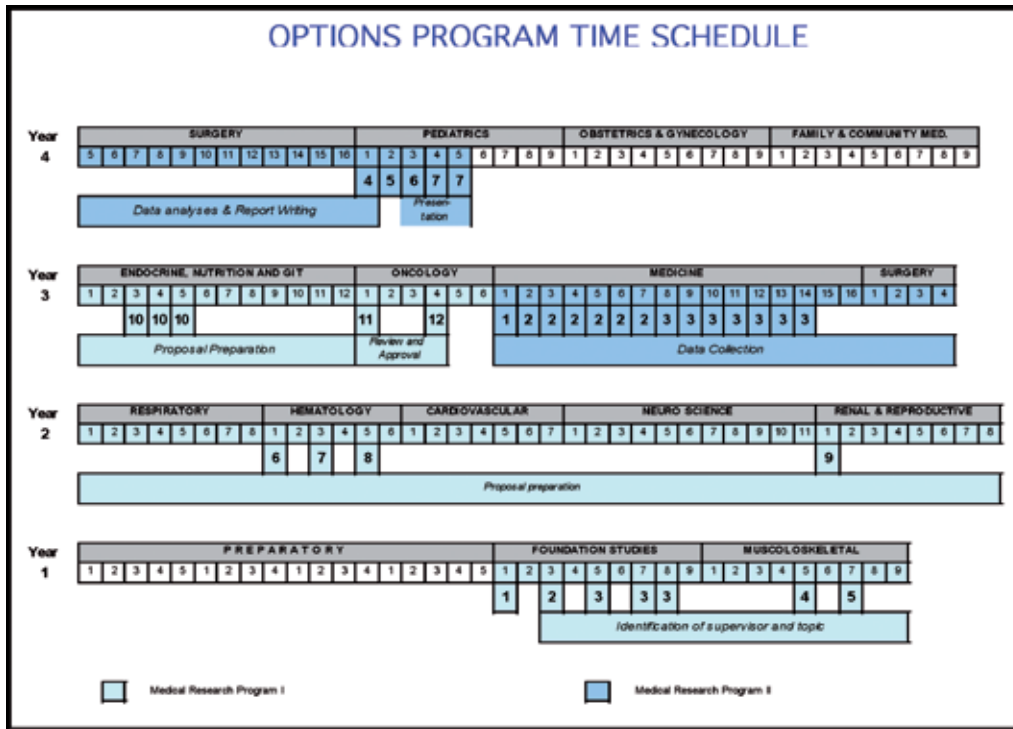 OPTIONS PROGRAM TIME SCHEDULE
Year 4
SURGERY PEDIATRICS OBSTETRICS & GYNECOLOGY FAMILY & COMMUNITY MED.
5 6 7 8 9 10 11 12 13 14 15 16 1 2 3 4 5 6 7 8 9 1 2 3 4 5 6 7 8 9 1 2 3 4 5 6 7 8 9
4 5 6 7 7
Data analyses & Report Writing
Presen-
tation
Year 3
ENDOCRINE, NUTRITION AND GIT ONCOLOGY MEDICINE SURGERY
1 2 3 4 5 6 7 8 9 10 11 12 1 2 3 4 5 6 1 2 3 4 5 6 7 8 9 10 11 12 13 14 15 16 1 2 3 4
10 10 10 11 12 1 2 2 2 2 2 2 3 3 3 3 3 3 3
Proposal Preparation
Review and
Approval
Data Collection
Year 2
RESPIRATORY HEMATOLOGY CARDIOVASCULAR NEURO SCIENCE RENAL & REPRODUCTIVE
1 2 3 4 5 6 7 8 1 2 3 4 5 6 1 2 3 4 5 6 7 1 2 3 4 5 6 7 8 9 10 11 1 2 3 4 5 6 7 8
6 7 8 9
Proposal preparation
Year 1
PREPARATORY FOUNDATION STUDIES MUSCOLOSKELETAL
1 2 3 4 5 1 2 3 4 1 2 3 4 1 2 3 4 5 1 2 3 4 5 6 7 8 9 1 2 3 4 5 6 7 8 9
1 2 3 3 3 4 5
Identification of supervisor and topic
Medical Research Program I
Medical Research Program II